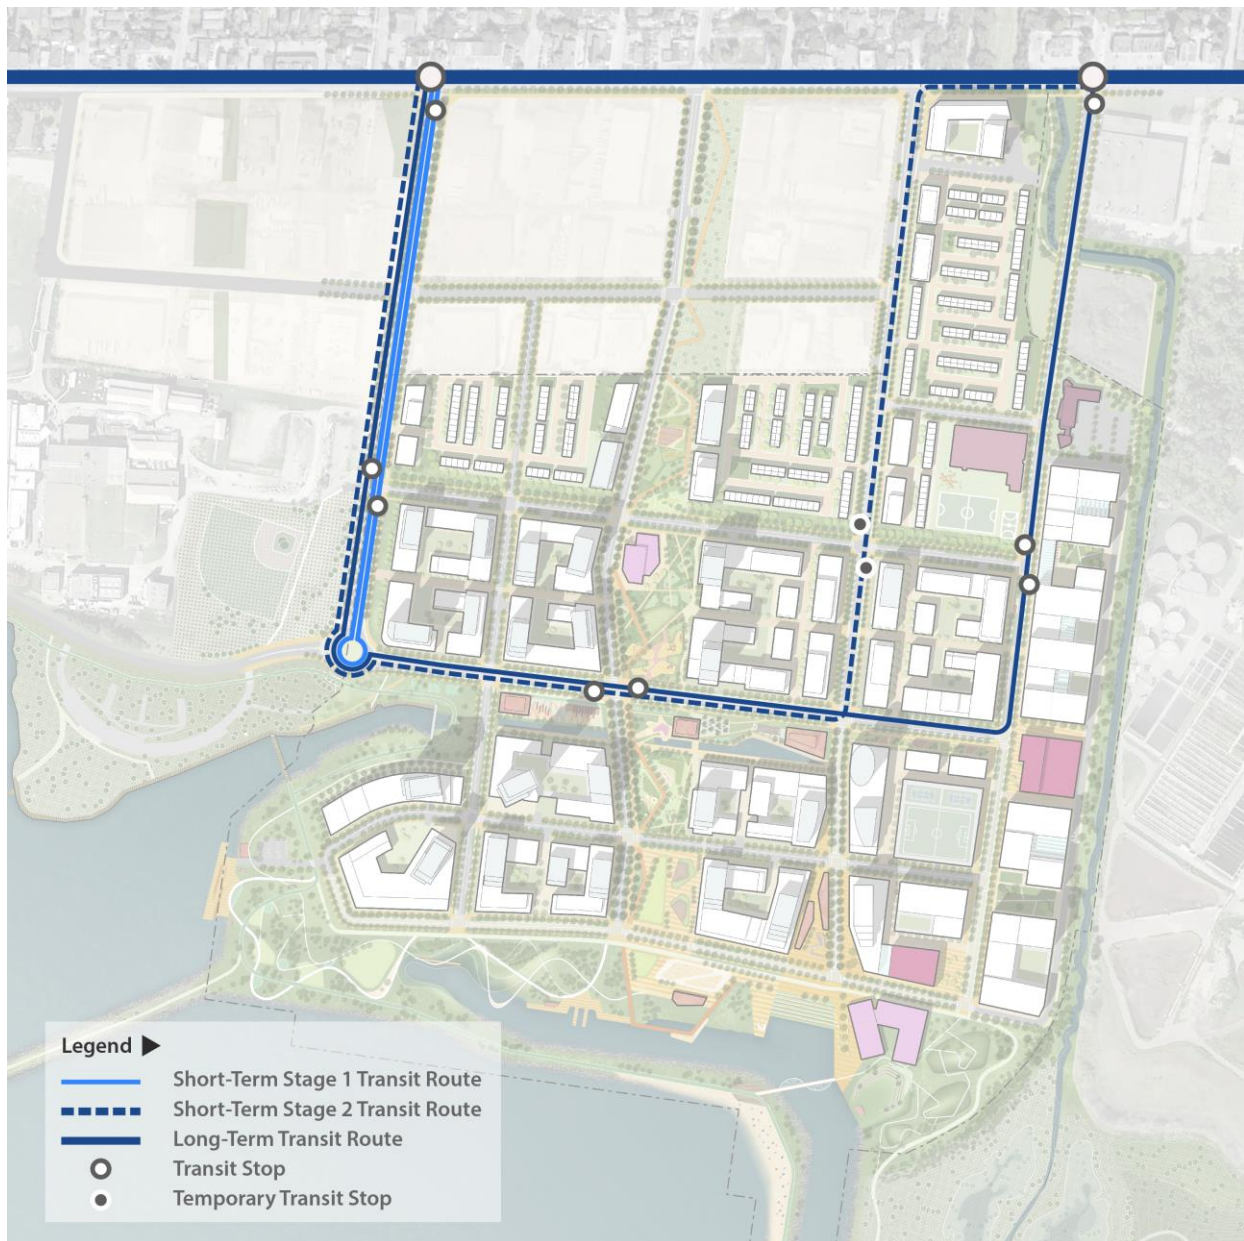 Legend
Short-Term Stage 1 Transit Route
Short-Term Stage 2 Transit Route
Long-Term Transit Route
Transit Stop
Temporary Transit Stop